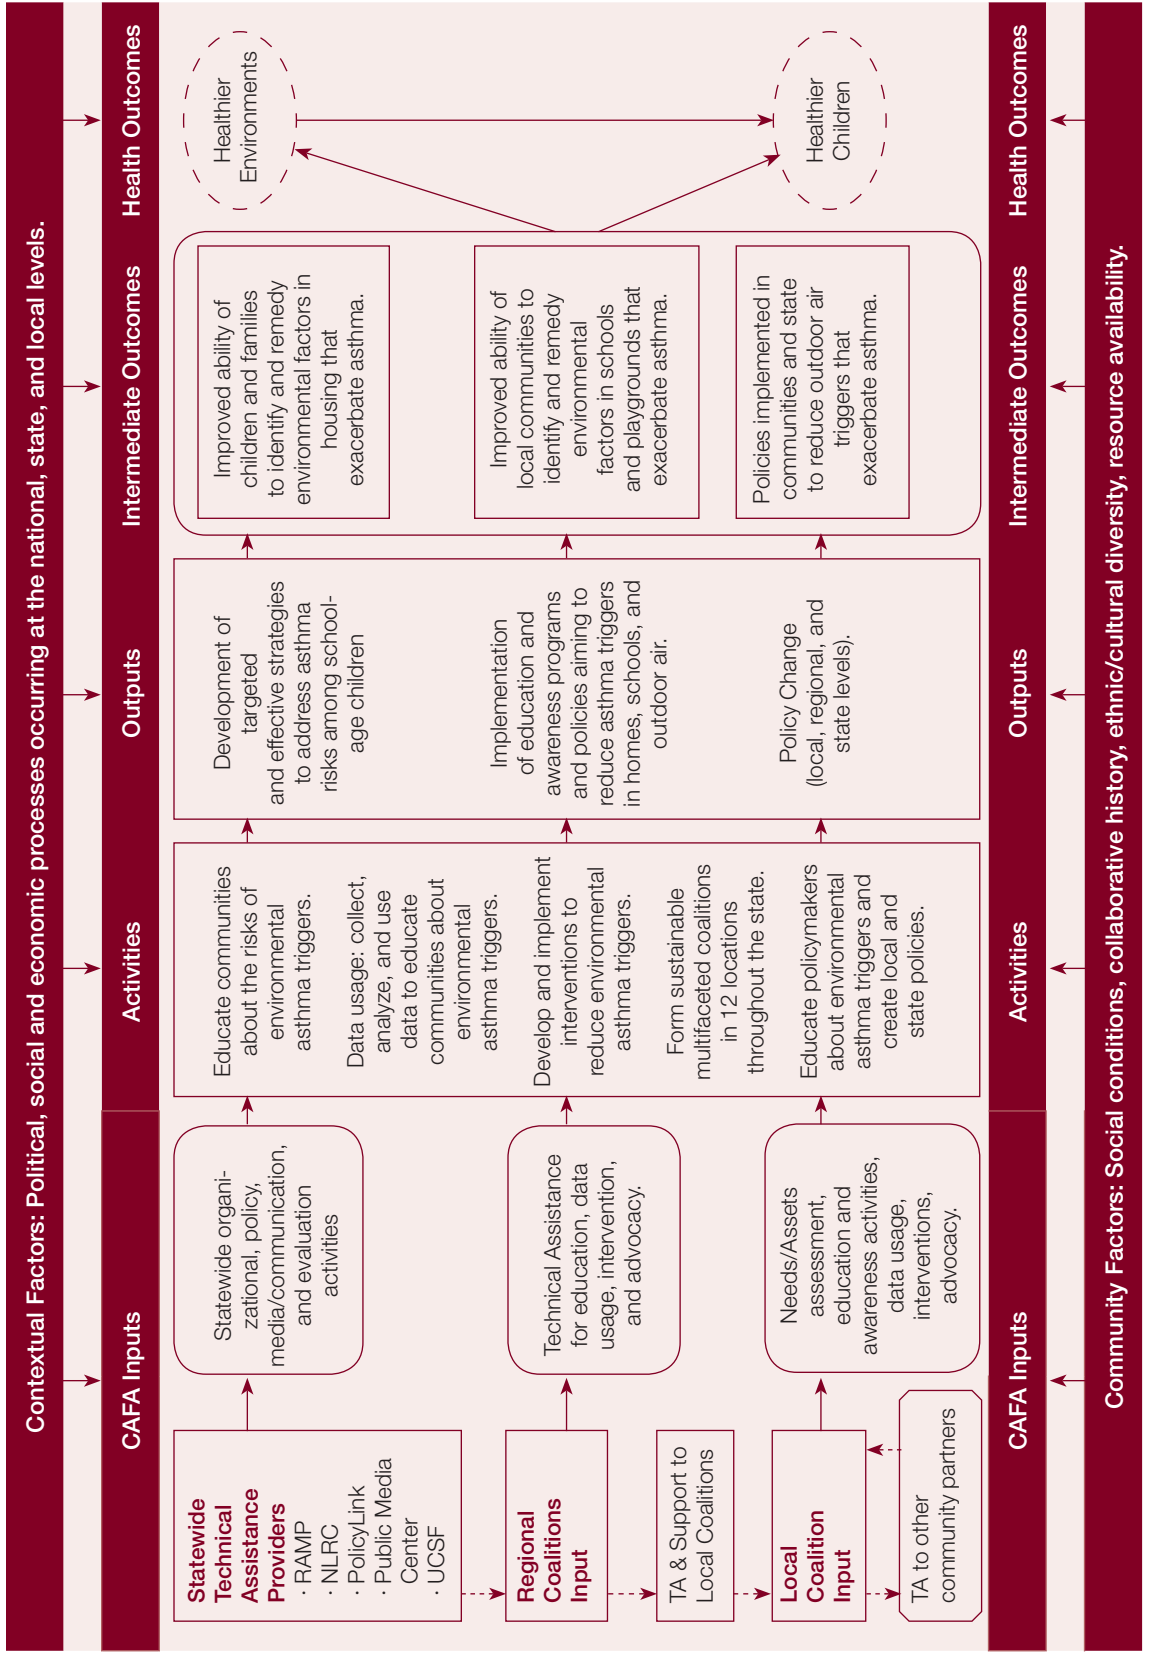 Contextual Factors: Political, social and economic processes occurring at the national, state, and local levels.
CAFA Inputs
Activities
Outputs
Intermediate Outcomes
Health Outcomes
Statewide
Technical
Assistance
Providers
· RAMP
· NLRC
· PolicyLink
· Public Media
Center
· UCSF
Regional
Coalitions
Input
TA & Support to
Local Coalitions
Local
Coalition
Input
TA to other
community partners
Statewide organi-
zational, policy,
media/communication,
and evaluation
activities
Technical Assistance
for education, data
usage, intervention,
and advocacy.
Needs/Assets
assessment,
education and
awareness activities,
data usage,
interventions,
advocacy.
Educate communities
about the risks of
environmental
asthma triggers.
Data usage: collect,
analyze, and use
data to educate
communities about
environmental
asthma triggers.
Develop and implement
interventions to
reduce environmental
asthma triggers.
Form sustainable
multifaceted coalitions
in 12 locations
throughout the state.
Educate policymakers
about environmental
asthma triggers and
create local and
state policies.
Development of
targeted
and effective strategies
to address asthma
risks among school-
age children
Implementation
of education and
awareness programs
and policies aiming to
reduce asthma triggers
in homes, schools, and
outdoor air.
Policy Change
(local, regional, and
state levels).
Improved ability of
children and families
to identify and remedy
environmental factors in
housing that
exacerbate asthma.
Improved ability of
local communities to
identify and remedy
environmental
factors in schools
and playgrounds that
exacerbate asthma.
Policies implemented in
communities and state
to reduce outdoor air
triggers that
exacerbate asthma.
Healthier
Environments
Healthier
Children
CAFA Inputs
Activities
Outputs
Intermediate Outcomes
Health Outcomes
Community Factors: Social conditions, collaborative history, ethnic/cultural diversity, resource availability.